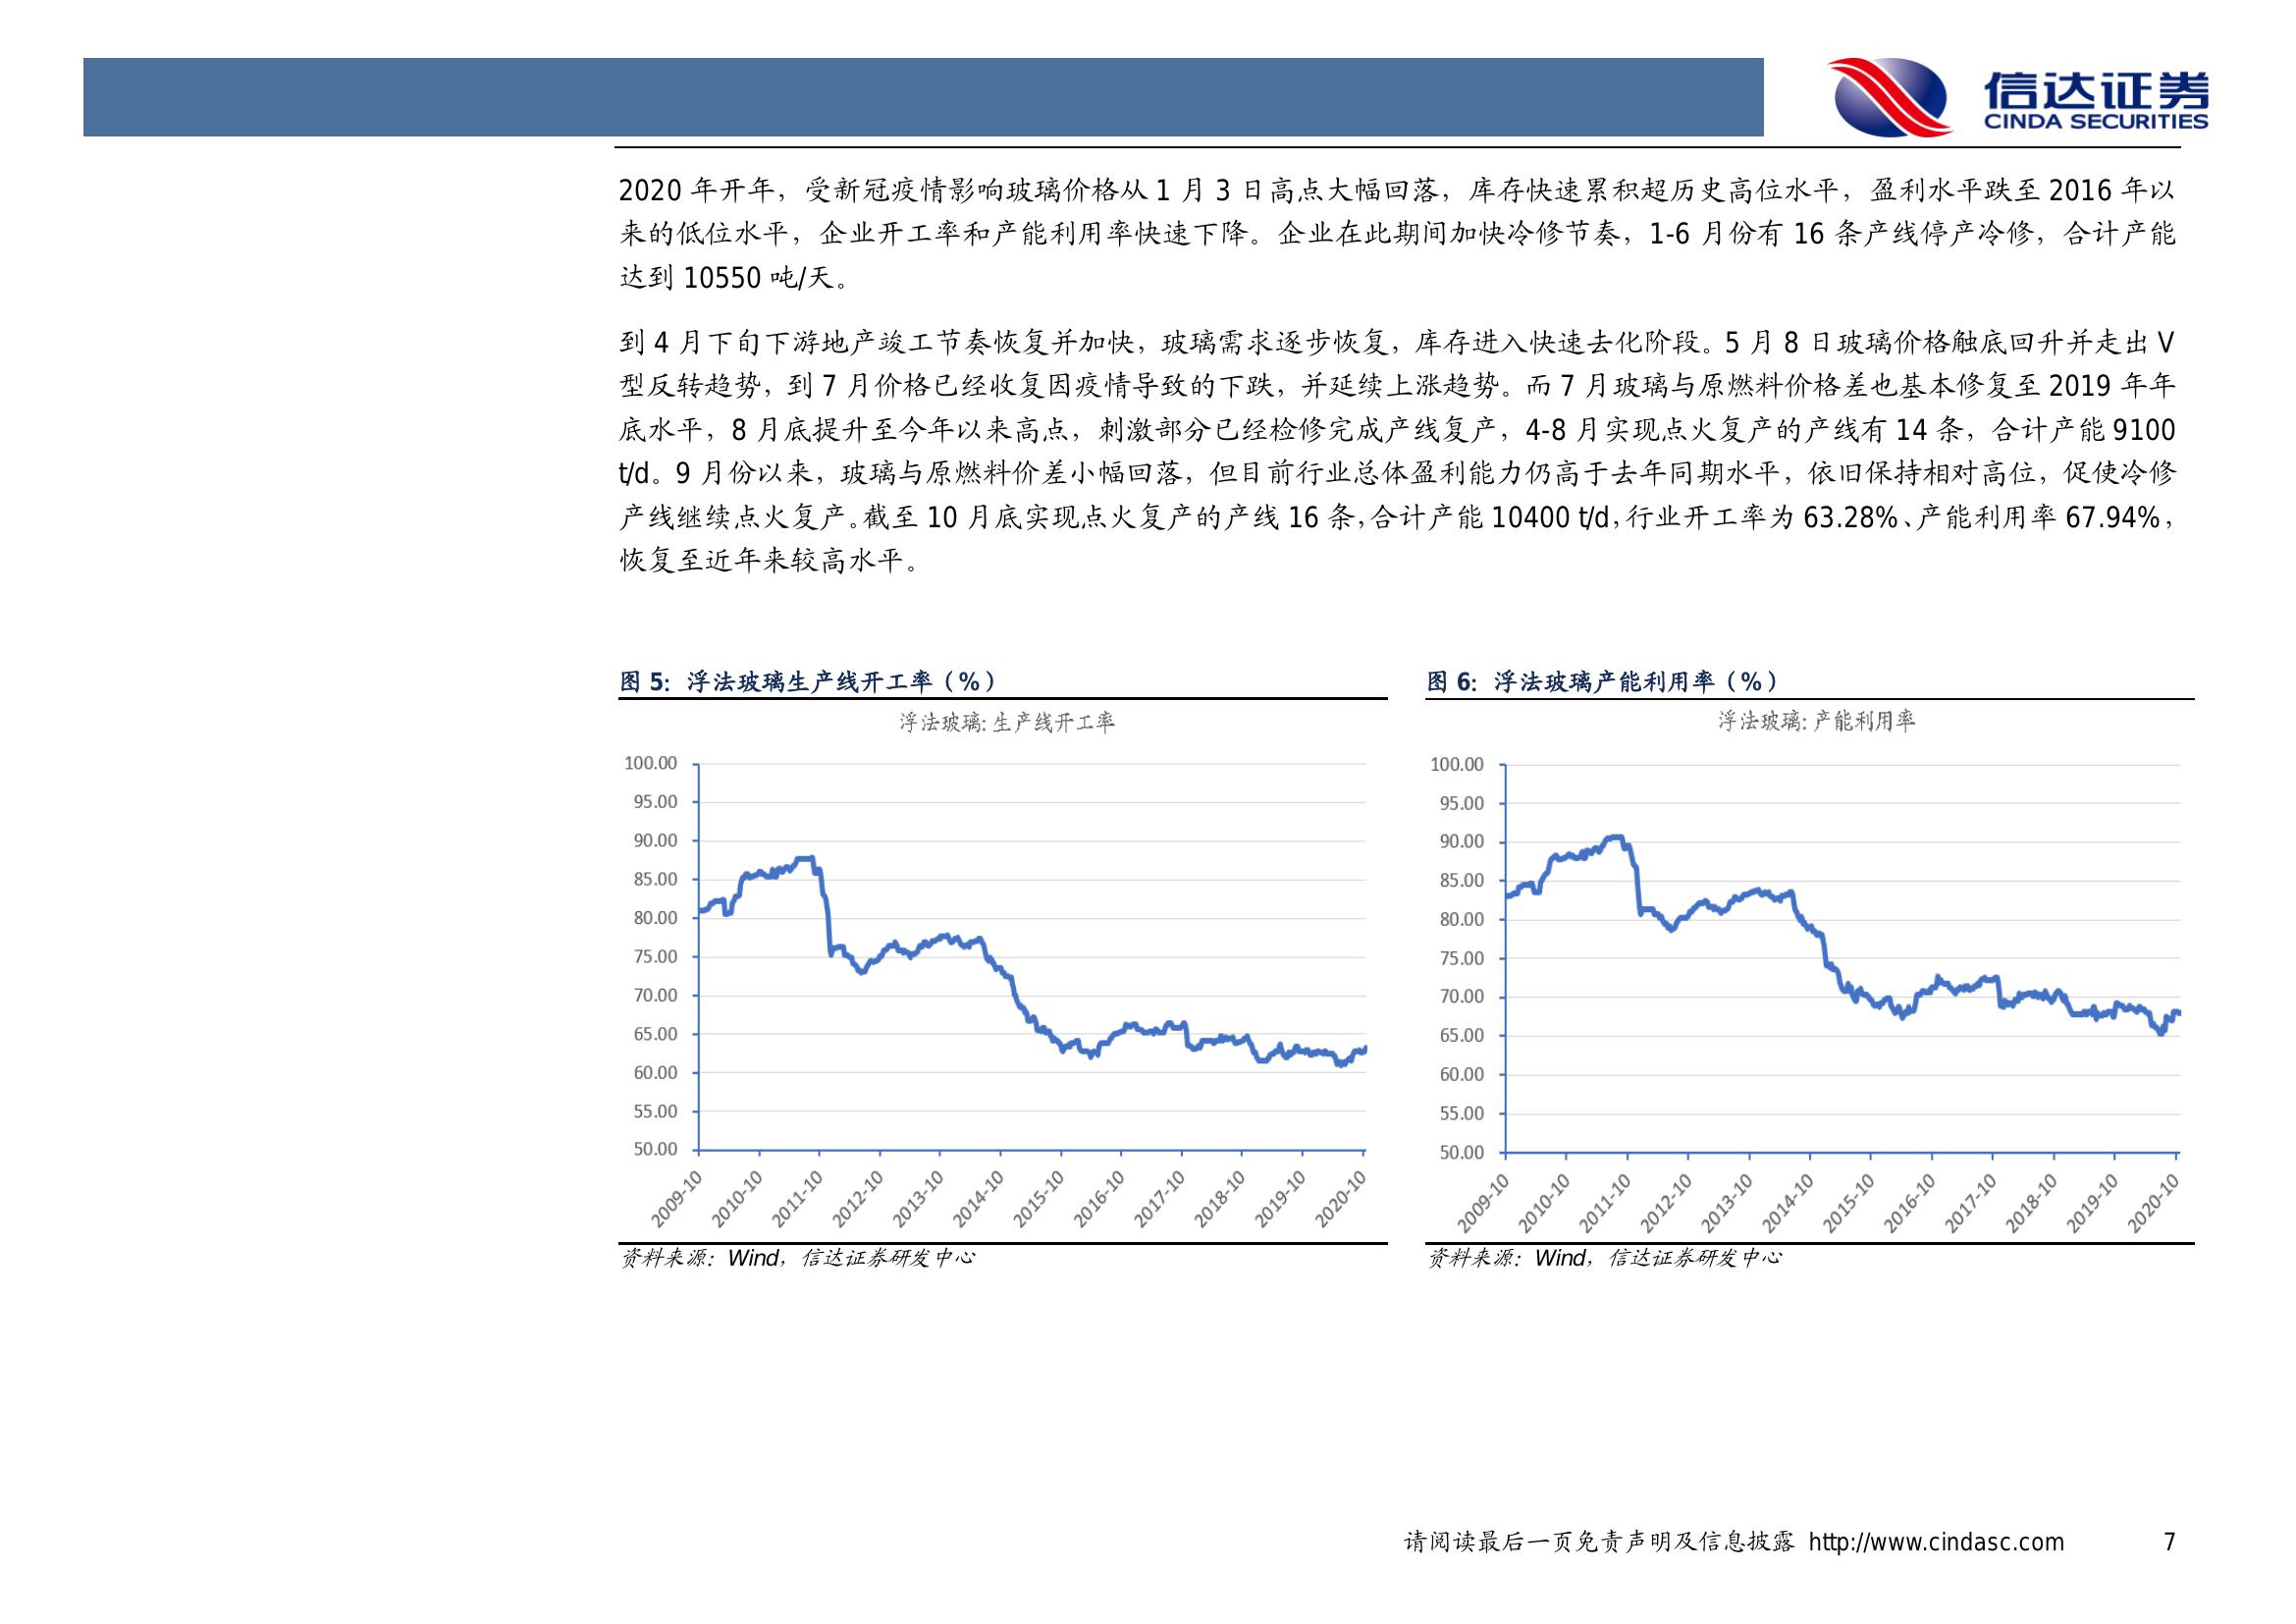 信达证券
CINDA SECURITIES
2020 年开年，受新冠疫情影响玻璃价格从 1 月 3 日高点大幅回落，库存快速累积超历史高位水平，盈利水平跌至 2016 年以
来的低位水平，企业开工率和产能利用率快速下降。企业在此期间加快冷修节奏，1-6 月份有 16 条产线停产冷修，合计产能
达到 10550 吨/天。
到 4 月下旬下游地产竣工节奏恢复并加快，玻璃需求逐步恢复，库存进入快速去化阶段。5 月 8 日玻璃价格触底回升并走出 V
型反转趋势，到 7 月价格已经收复因疫情导致的下跌，并延续上涨趋势。而 7 月玻璃与原燃料价格差也基本修复至 2019 年年
底水平，8 月底提升至今年以来高点，刺激部分已经检修完成产线复产，4-8 月实现点火复产的产线有 14 条，合计产能 9100
t/d。9 月份以来，玻璃与原燃料价差小幅回落，但目前行业总体盈利能力仍高于去年同期水平，依旧保持相对高位，促使冷修
产线继续点火复产。截至 10 月底实现点火复产的产线 16 条，合计产能 10400 t/d，行业开工率为 63.28%、产能利用率 67.94%，
恢复至近年来较高水平。
图 5：浮法玻璃生产线开工率（%）
浮法玻璃: 生产线开工率
100.00
95.00
90.00
85.00
80.00
75.00
70.00
65.00
60.00
55.00
50.00
2009-10
2010-10
2011-10
2012-10
2013-10
2014-10
2015-10
2016-10
2017-10
2018-10
2019-10
2020-10
资料来源：Wind，信达证券研发中心
图 6：浮法玻璃产能利用率（%）
浮法玻璃: 产能利用率
100.00
95.00
90.00
85.00
80.00
75.00
70.00
65.00
60.00
55.00
50.00
2009-10
2010-10
2011-10
2012-10
2013-10
2014-10
2015-10
2016-10
2017-10
2018-10
2019-10
2020-10
资料来源：Wind，信达证券研发中心
请阅读最后一页免责声明及信息披露 http://www.cindasc.com 7